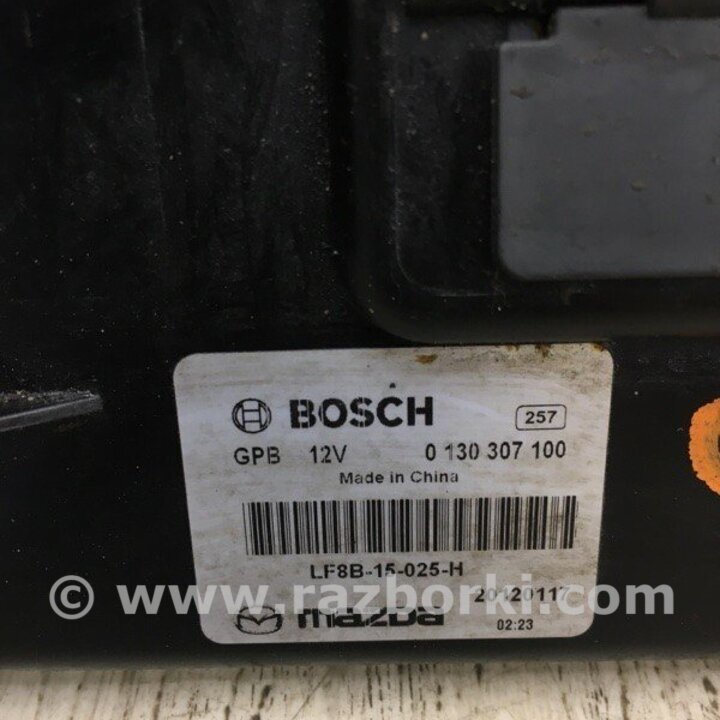 BOSCH 257
GPB 12V 0 130 307 100
Made in China
LF8B-15-025-H
20120117
© www.razborki.com
mazda 02:23